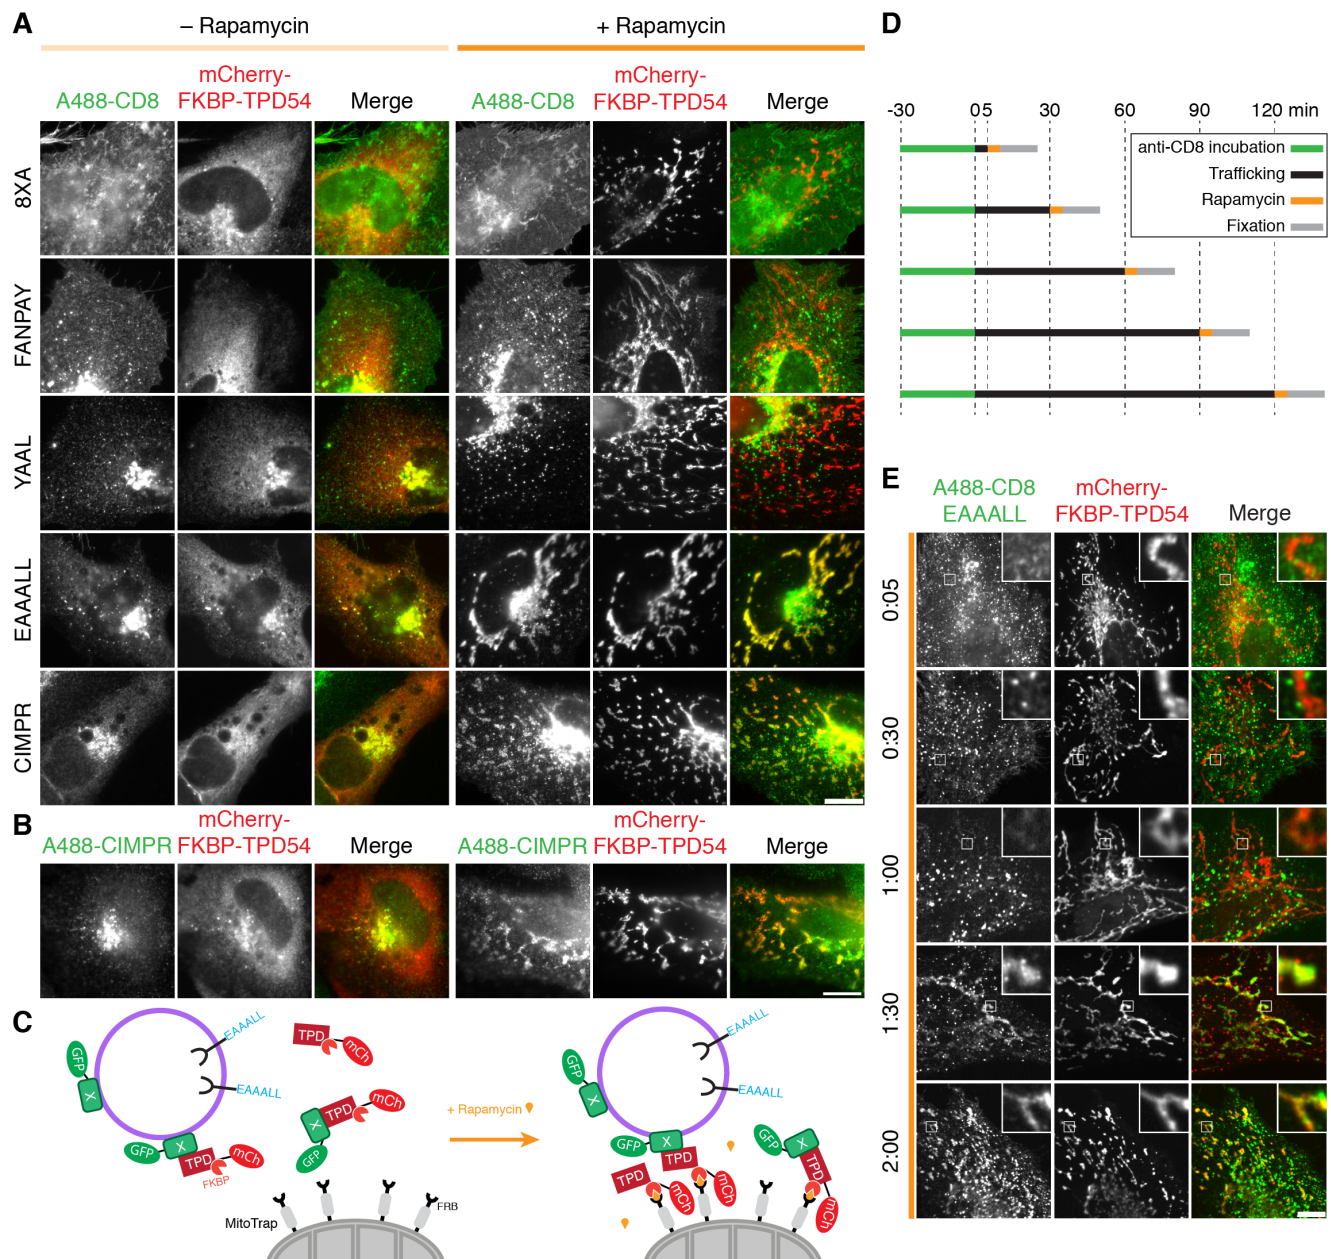 A
– Rapamycin
+ Rapamycin
A488-CD8
mCherry-
FKBP-TPD54
Merge
A488-CD8
mCherry-
FKBP-TPD54
Merge
8XA
FANPAY
YAAL
EAAALL
CIMPR
B
A488-CIMPR
mCherry-
FKBP-TPD54
Merge
A488-CIMPR
mCherry-
FKBP-TPD54
Merge
C
GFP
X
EAAALL
EAAALL
TPD
mCh
GFP
X
TPD
mCh
FKBP
X
TPD
mCh
GFP
MitoTrap
FRB
+ Rapamycin
GFP
X
EAAALL
EAAALL
GFP
X
TPD
TPD
mCh
mCh
GFP
X
TPD
mCh
D
-30 0 5 30 60 90 120 min
anti-CD8 incubation
Trafficking
Rapamycin
Fixation
E
A488-CD8
EAAALL
mCherry-
FKBP-TPD54
Merge
0:05
0:30
1:00
1:30
2:00